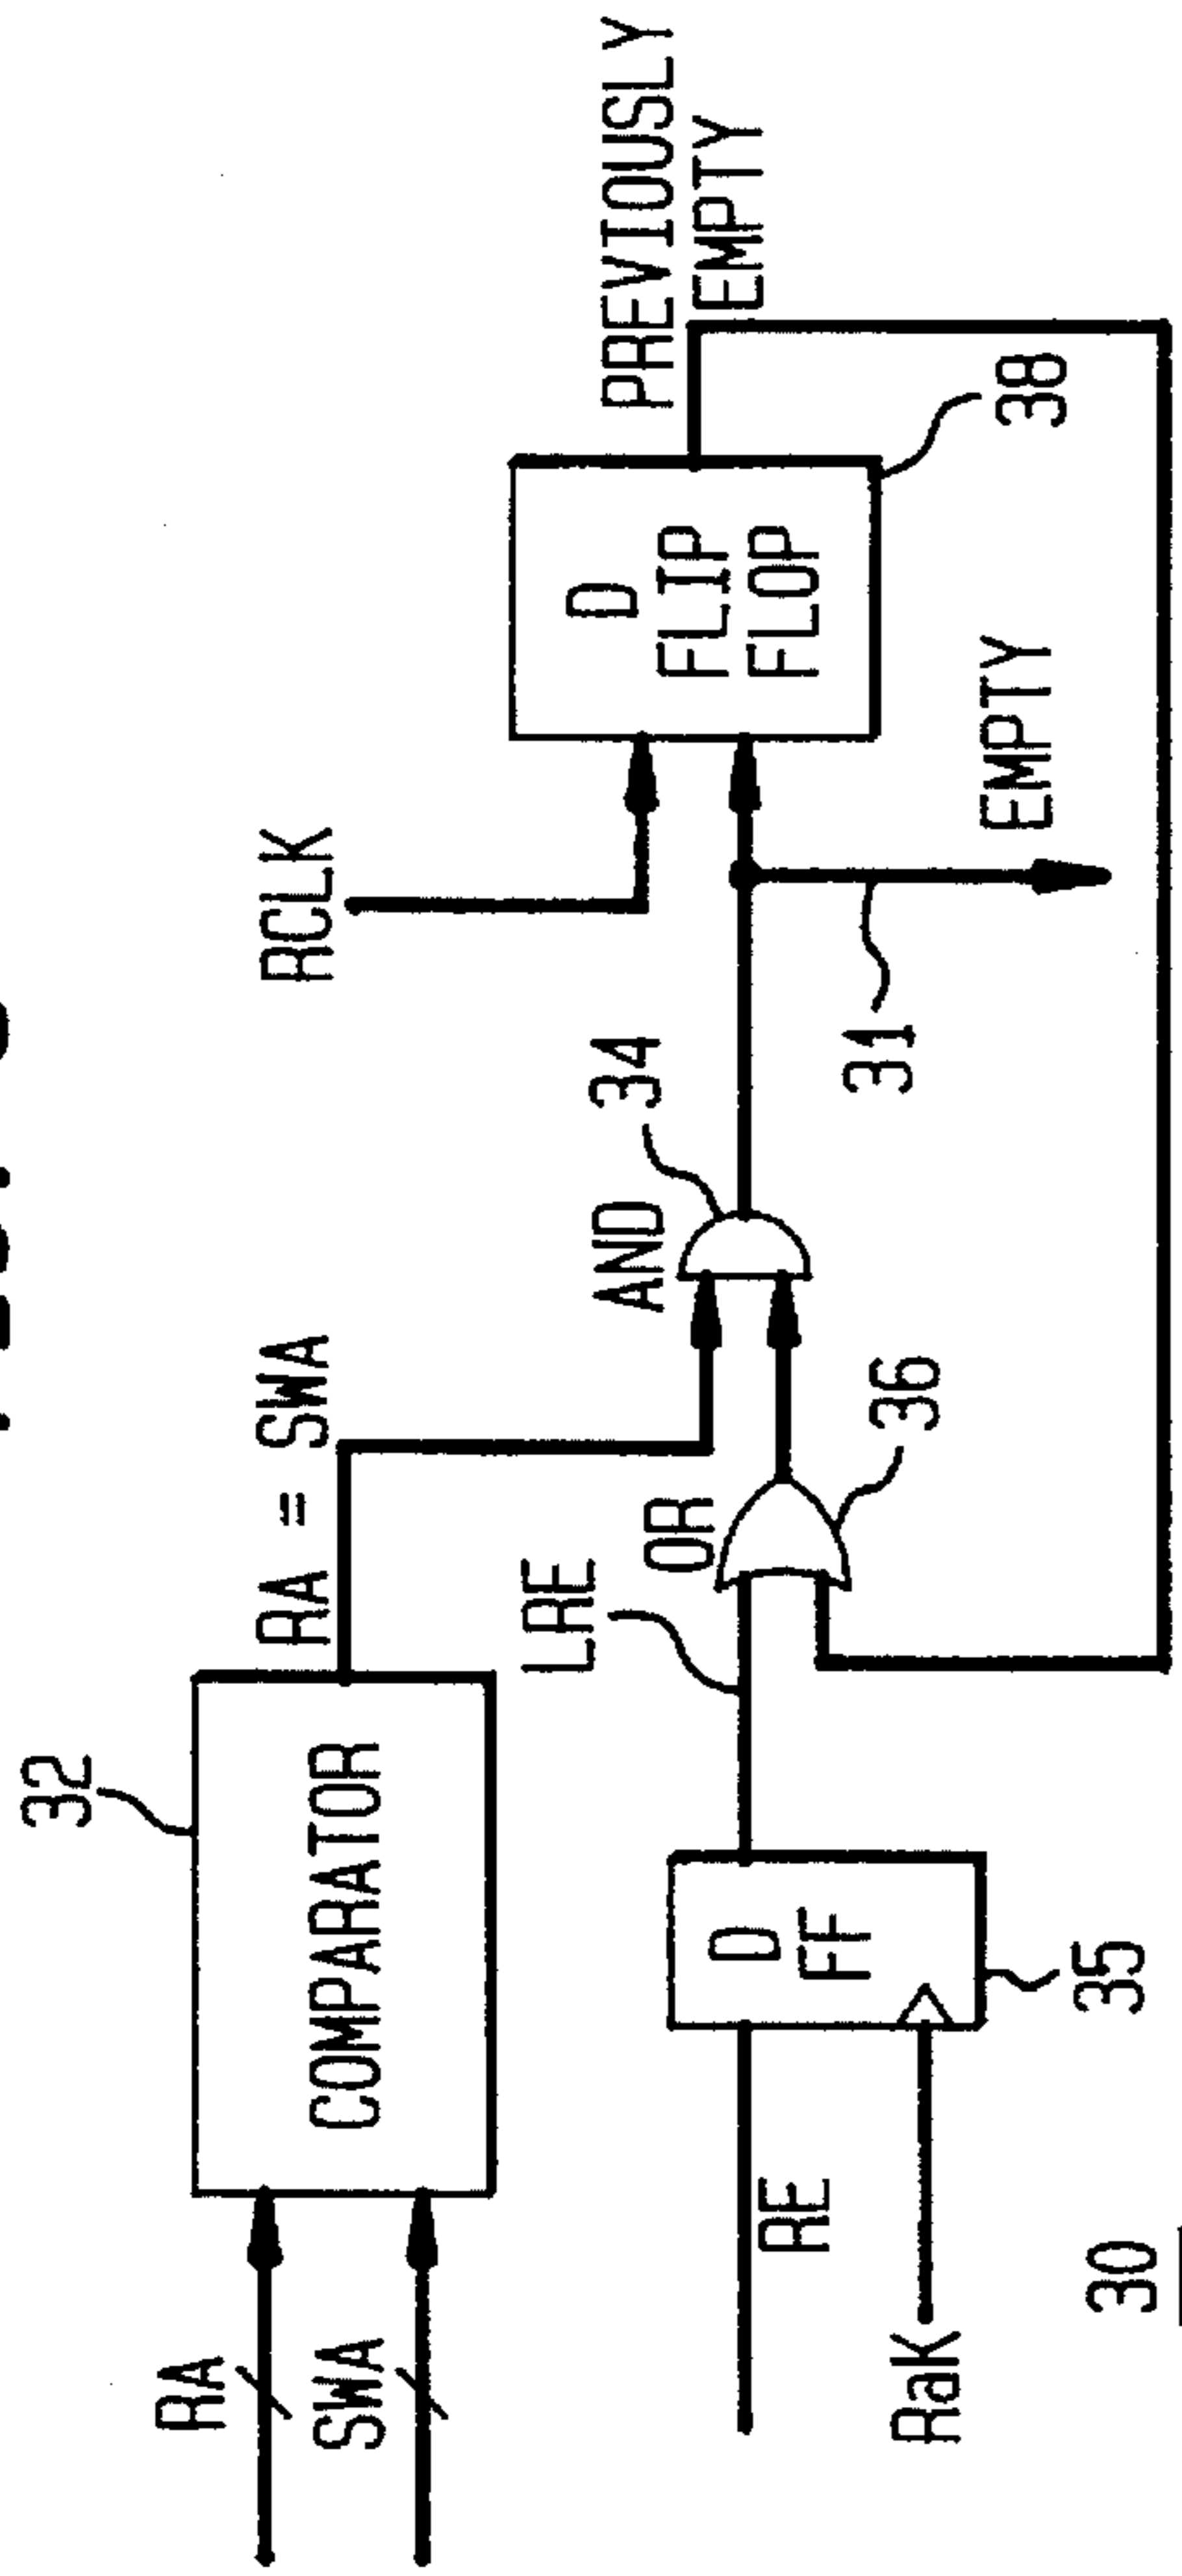 32
RA
SWA
COMPARATOR
RA = SWA
RCLK
LRE
OR
AND
34
D
FLIP
FLOP
PREVIOUSLY
EMPTY
RE
RaK
D
FF
35
36
31
EMPTY
38
30